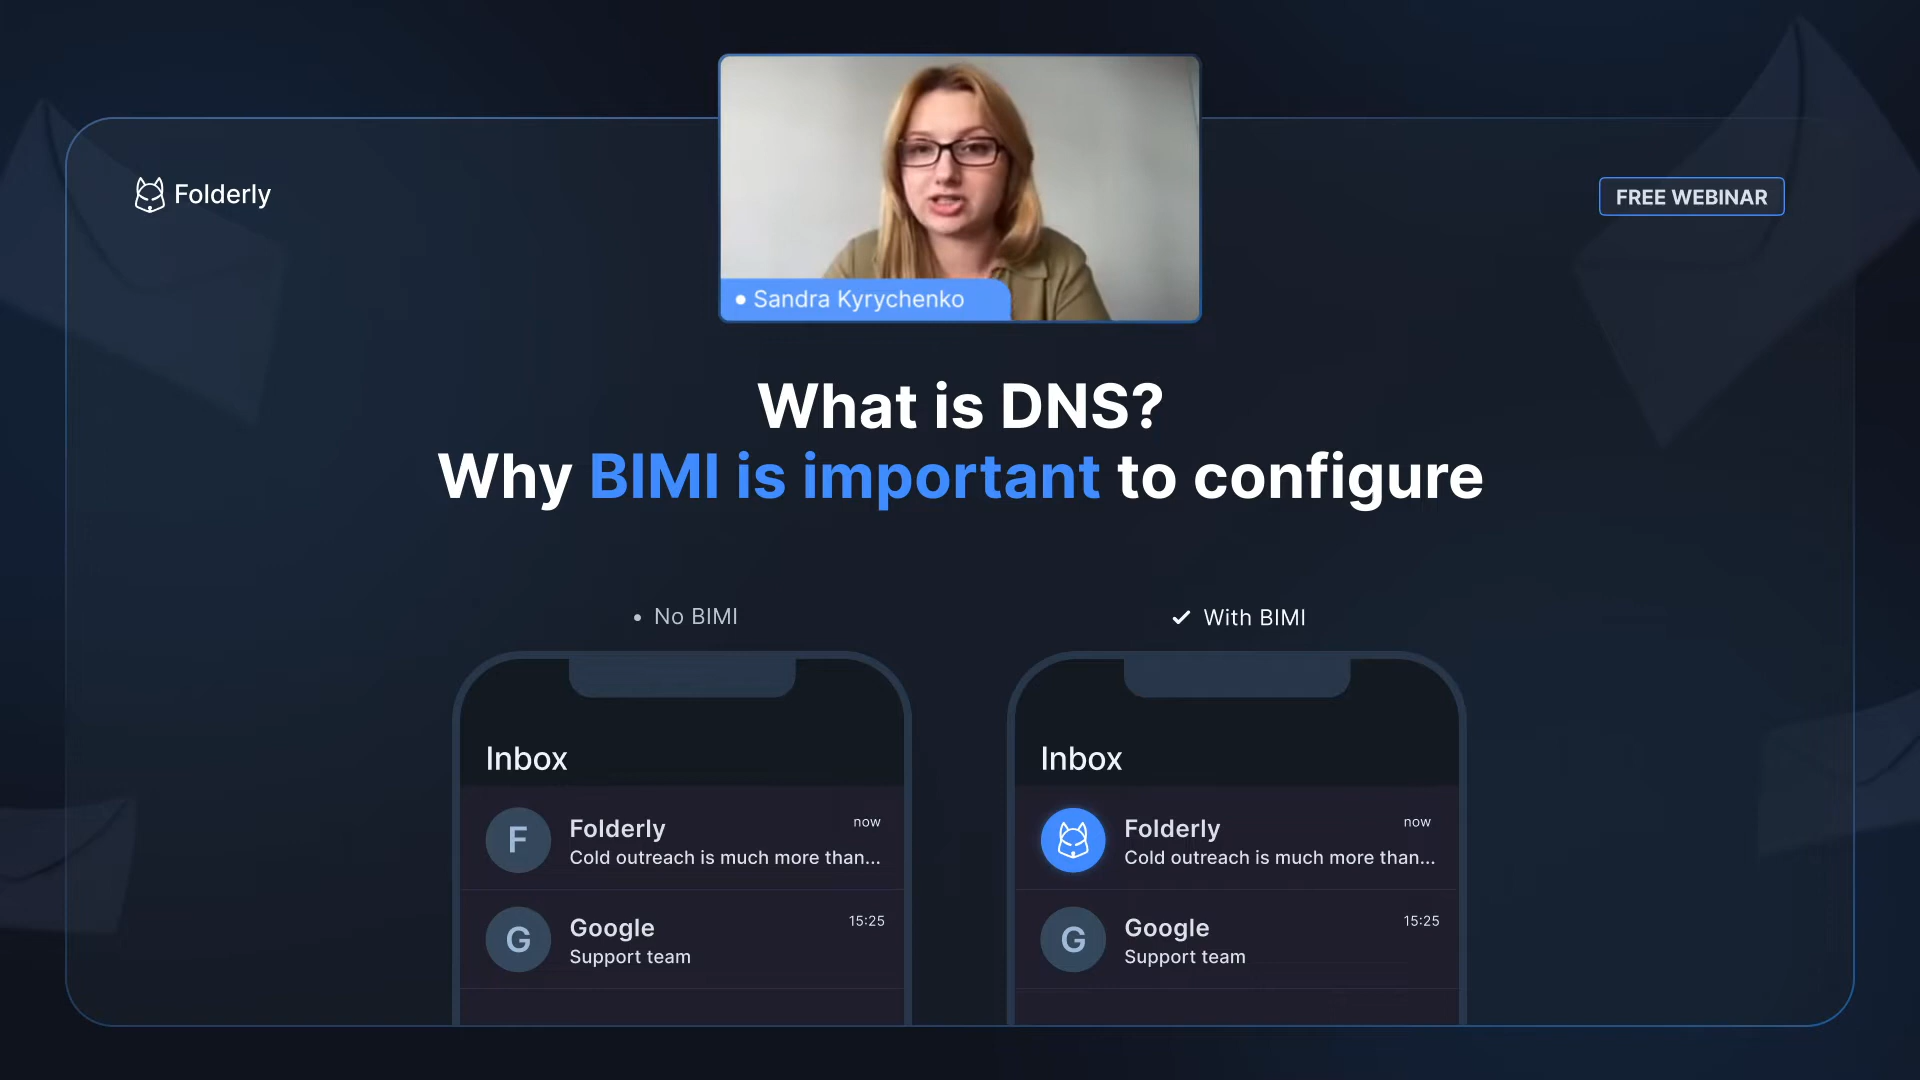 Folderly
FREE WEBINAR
Sandra Kyrychenko
What is DNS?
Why BIMI is important to configure
No BIMI
Inbox
F
Folderly
now
Cold outreach is much more than...
G
Google
15:25
Support team
With BIMI
Inbox
Folderly
now
Cold outreach is much more than...
G
Google
15:25
Support team